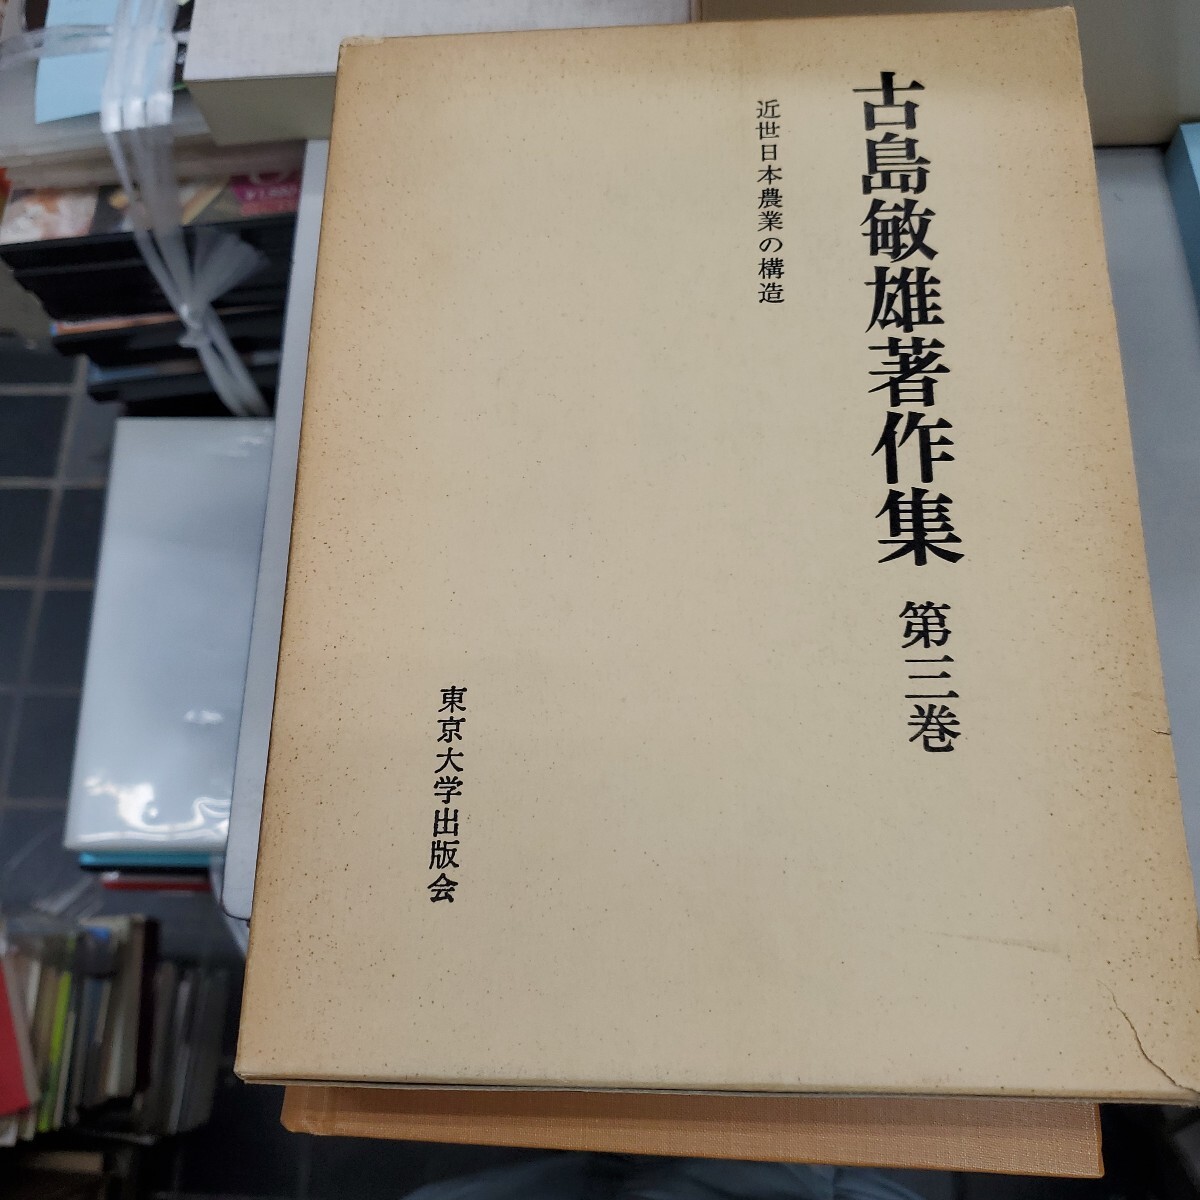 古島敏雄著作集 第三巻
近世日本農業の構造
東京大学出版会